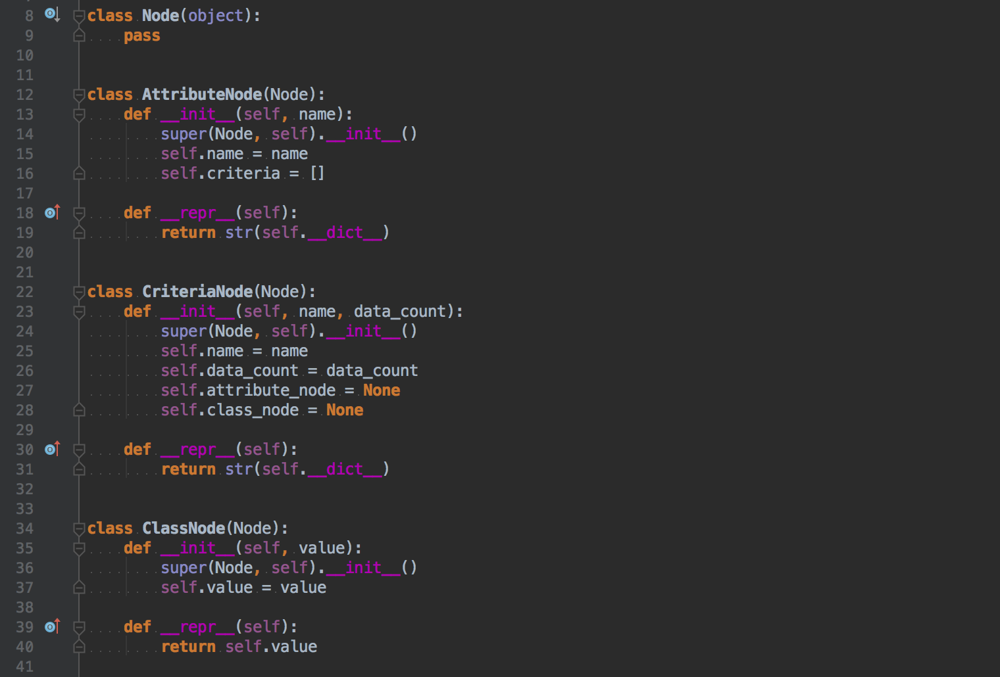 8 class Node(object):
9     pass
10
11
12 class AttributeNode(Node):
13     def __init__(self, name):
14         super(Node, self).__init__()
15         self.name = name
16         self.criteria = []
17
18     def __repr__(self):
19         return str(self.__dict__)
20
21
22 class CriteriaNode(Node):
23     def __init__(self, name, data_count):
24         super(Node, self).__init__()
25         self.name = name
26         self.data_count = data_count
27         self.attribute_node = None
28         self.class_node = None
29
30     def __repr__(self):
31         return str(self.__dict__)
32
33
34 class ClassNode(Node):
35     def __init__(self, value):
36         super(Node, self).__init__()
37         self.value = value
38
39     def __repr__(self):
40         return self.value
41